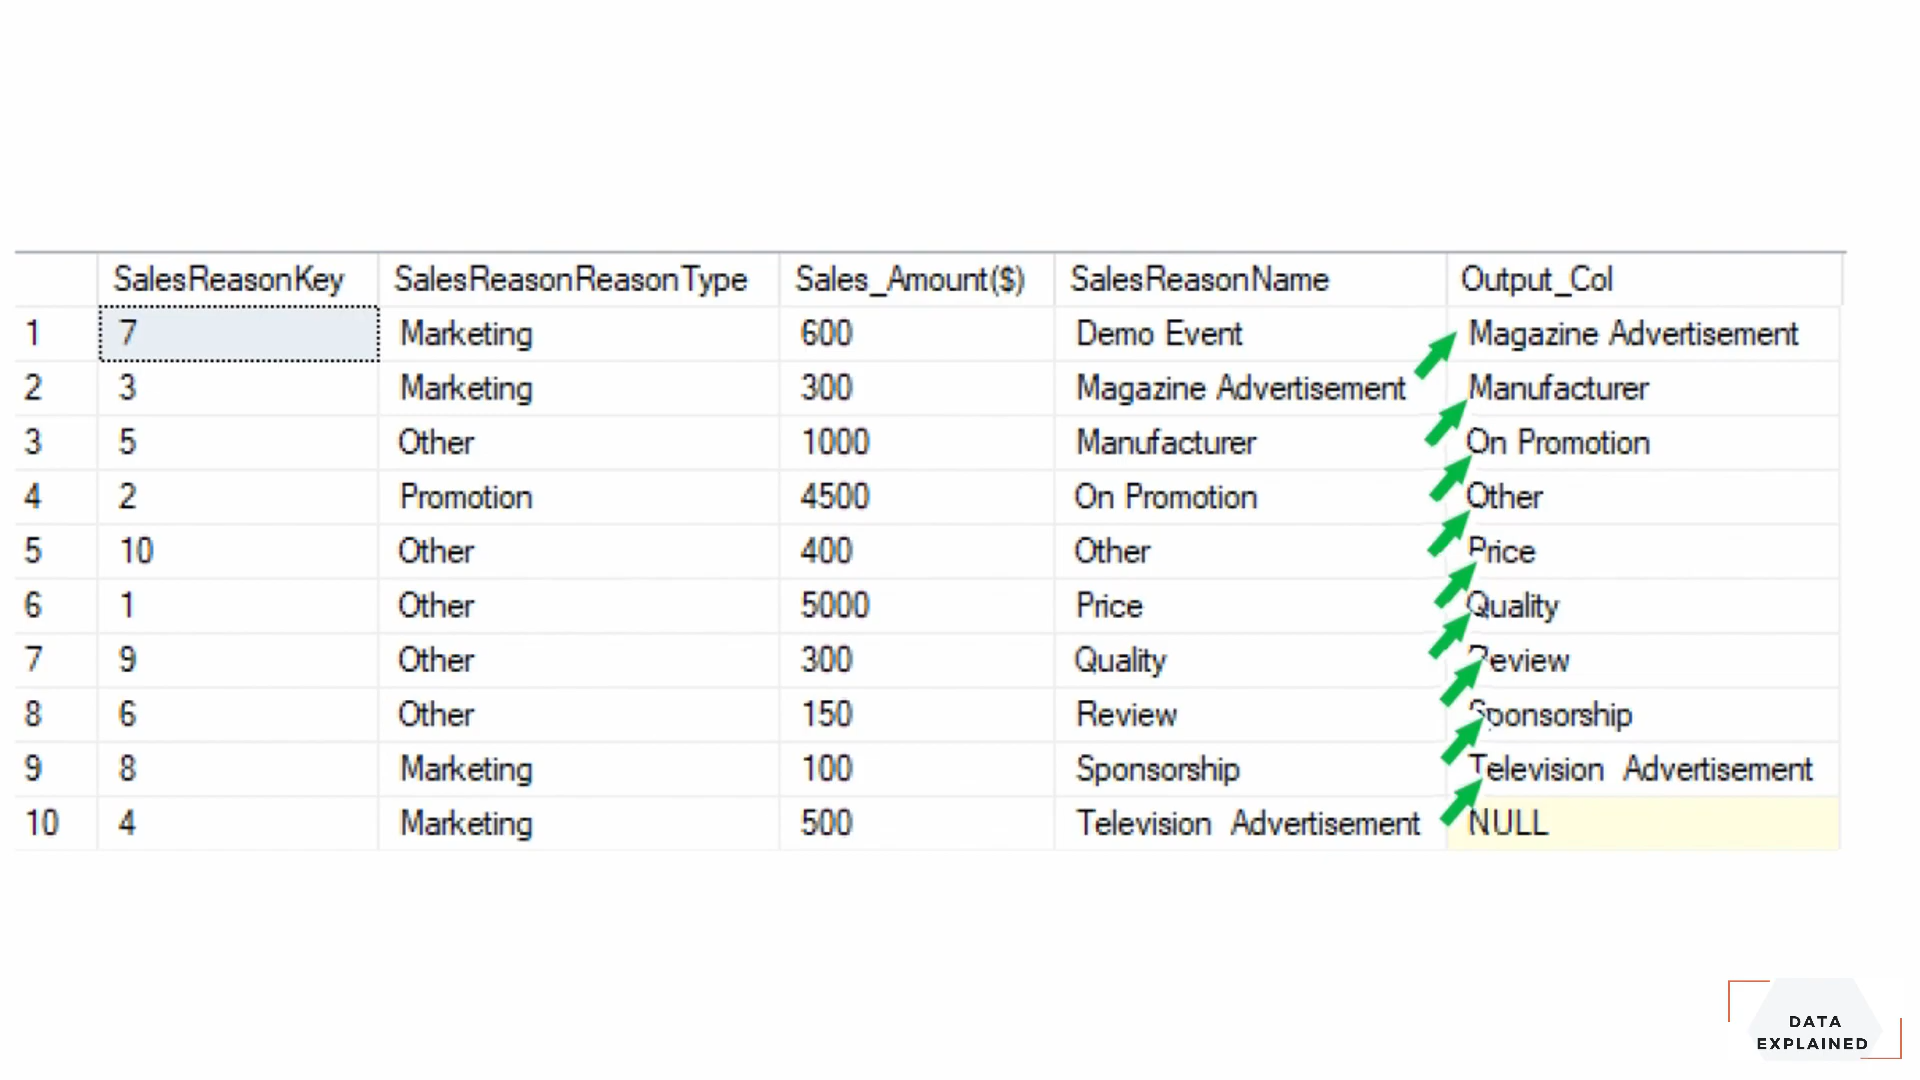 SalesReasonKey SalesReasonReasonType Sales_Amount($) SalesReasonName Output_Col
1 7 Marketing 600 Demo Event Magazine Advertisement
2 3 Marketing 300 Magazine Advertisement Manufacturer
3 5 Other 1000 Manufacturer On Promotion
4 2 Promotion 4500 On Promotion Other
5 10 Other 400 Other Price
6 1 Other 5000 Price Quality
7 9 Other 300 Quality Review
8 6 Other 150 Review Sponsorship
9 8 Marketing 100 Sponsorship Television Advertisement
10 4 Marketing 500 Television Advertisement NULL
DATA
EXPLAINED